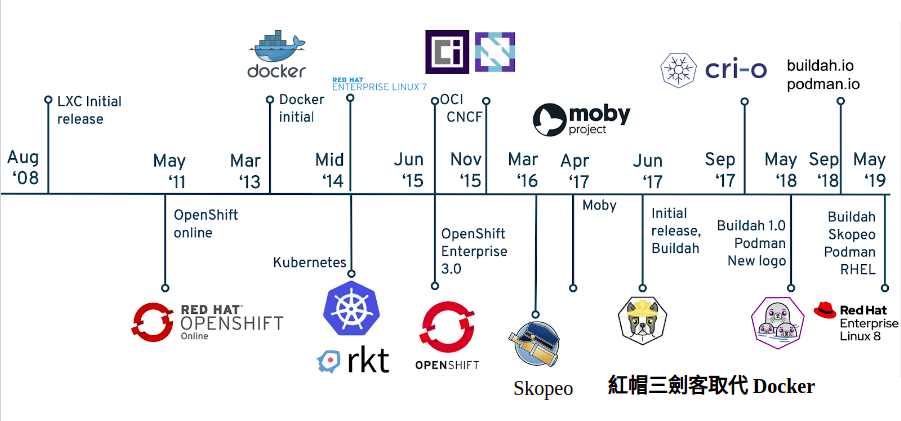 docker
RED HAT
ENTERPRISE LINUX 7
Ci
cri-o
buildah.io
podman.io
LXC Initial
release
Docker
initial
OCI
CNCF
moby
project
Aug
‘08
May
‘11
Mar
‘13
Mid
‘14
Jun
‘15
Nov
‘15
Mar
‘16
Apr
‘17
Jun
‘17
Sep
‘17
May
‘18
Sep
‘18
May
‘19
OpenShift
online
Kubernetes
OpenShift
Enterprise
3.0
Moby
Initial
release,
Buildah
Buildah 1.0
Podman
New logo
Buildah
Skopeo
Podman
RHEL
RED HAT
OPENSHIFT
Online
rkt
OPENSHIFT
Skopeo
Red Hat
Enterprise
Linux 8
紅帽三劍客取代 Docker